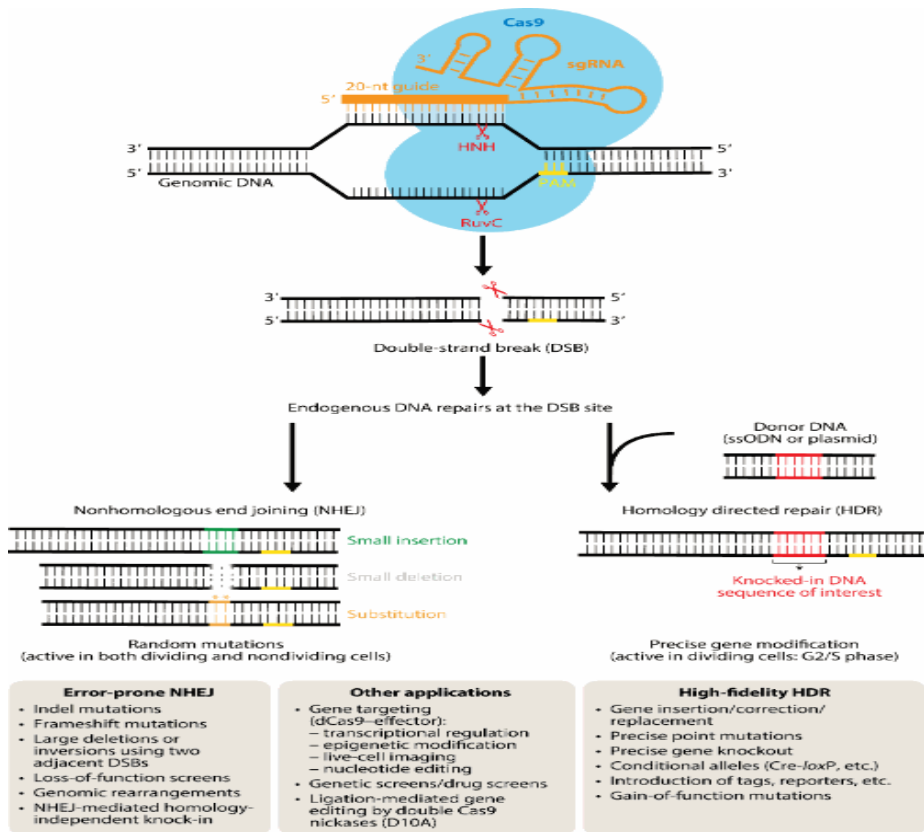 Cas9
3′
sgRNA
20-nt guide
5′
HNH
3′
5′
5′
3′
Genomic DNA
PAM
RuvC
3′
5′
5′
3′
Double-strand break (DSB)
Endogenous DNA repairs at the DSB site
Donor DNA
(ssODN or plasmid)
Nonhomologous end joining (NHEJ)
Small insertion
Small deletion
Substitution
Random mutations
(active in both dividing and nondividing cells)
Homology directed repair (HDR)
Knocked-in DNA
sequence of interest
Precise gene modification
(active in dividing cells: G2/S phase)
Error-prone NHEJ
• Indel mutations
• Frameshift mutations
• Large deletions or
inversions using two
adjacent DSBs
• Loss-of-function screens
• Genomic rearrangements
• NHEJ-mediated homology-
independent knock-in
Other applications
• Gene targeting
(dCas9–effector):
– transcriptional regulation
– epigenetic modification
– live-cell imaging
– nucleotide editing
• Genetic screens/drug screens
• Ligation-mediated gene
editing by double Cas9
nickases (D10A)
High-fidelity HDR
• Gene insertion/correction/
replacement
• Precise point mutations
• Precise gene knockout
• Conditional alleles (Cre-loxP, etc.)
• Introduction of tags, reporters, etc.
• Gain-of-function mutations